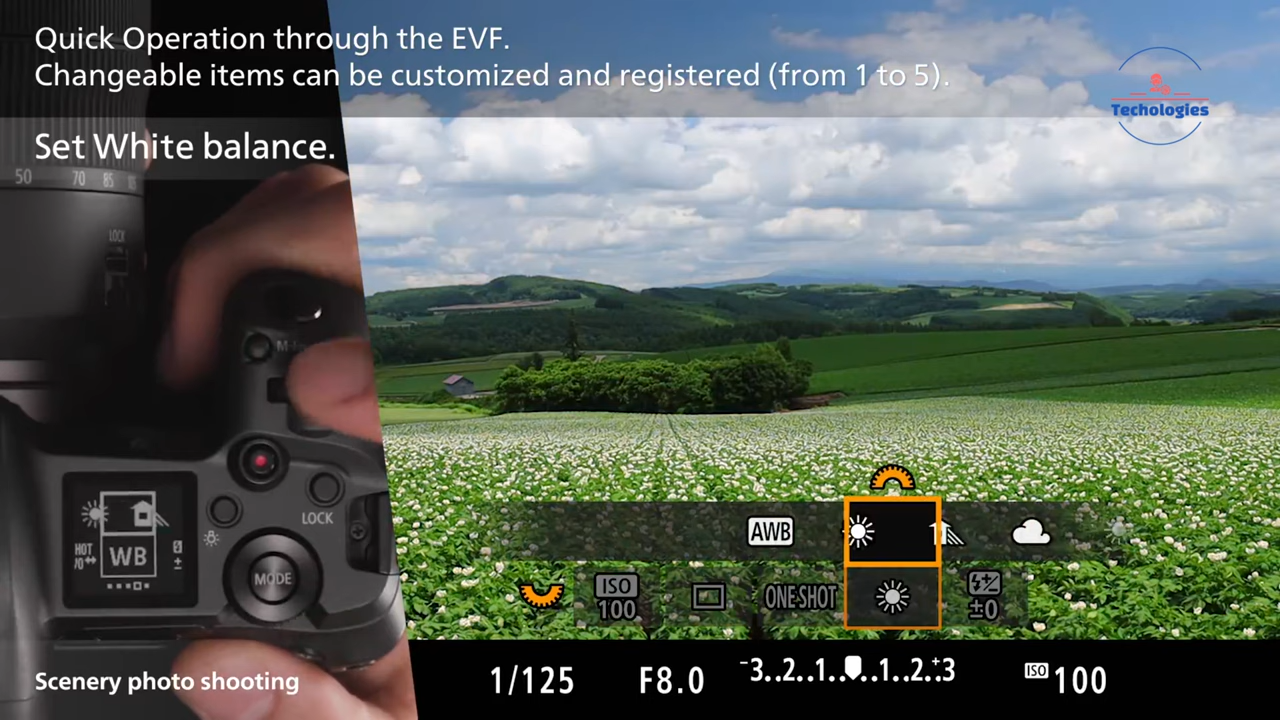 Quick Operation through the EVF.
Changeable items can be customized and registered (from 1 to 5).
Techologies
Set White balance.
50 70 85
LOCK
M-Fn
LOCK
WB
MODE
AWB
ISO
100
ONE SHOT
±0
Scenery photo shooting
1/125 F8.0 -3..2..1.. ..1..2..+3 ISO 100